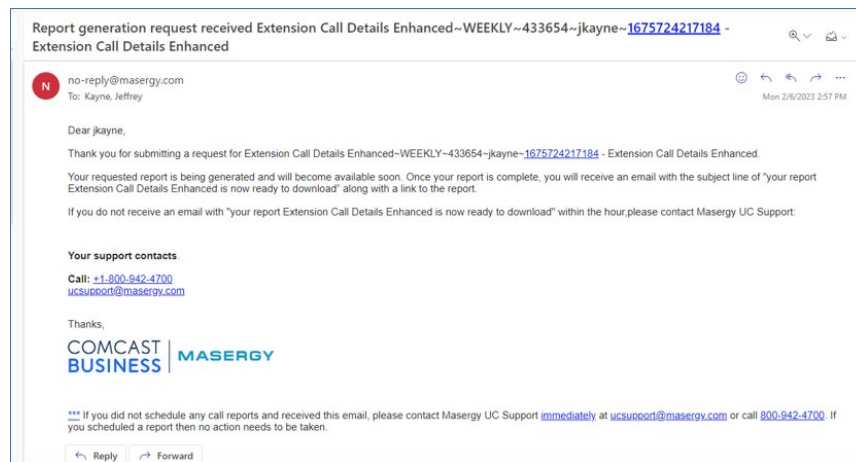 Report generation request received Extension Call Details Enhanced~WEEKLY~433654~jkayne~1675724217184 -
Extension Call Details Enhanced
N
no-reply@masergy.com
To: Kayne, Jeffrey
Mon 2/6/2023 2:57 PM
Dear jkayne,
Thank you for submitting a request for Extension Call Details Enhanced~WEEKLY~433654~jkayne~1675724217184 - Extension Call Details Enhanced.
Your requested report is being generated and will become available soon. Once your report is complete, you will receive an email with the subject line of "your report
Extension Call Details Enhanced is now ready to download" along with a link to the report.
If you do not receive an email with "your report Extension Call Details Enhanced is now ready to download" within the hour,please contact Masergy UC Support:
Your support contacts.
Call: +1-800-942-4700
ucsupport@masergy.com
Thanks,
COMCAST
BUSINESS | MASERGY
*** If you did not schedule any call reports and received this email, please contact Masergy UC Support immediately at ucsupport@masergy.com or call 800-942-4700. If
you scheduled a report then no action needs to be taken.
Reply Forward